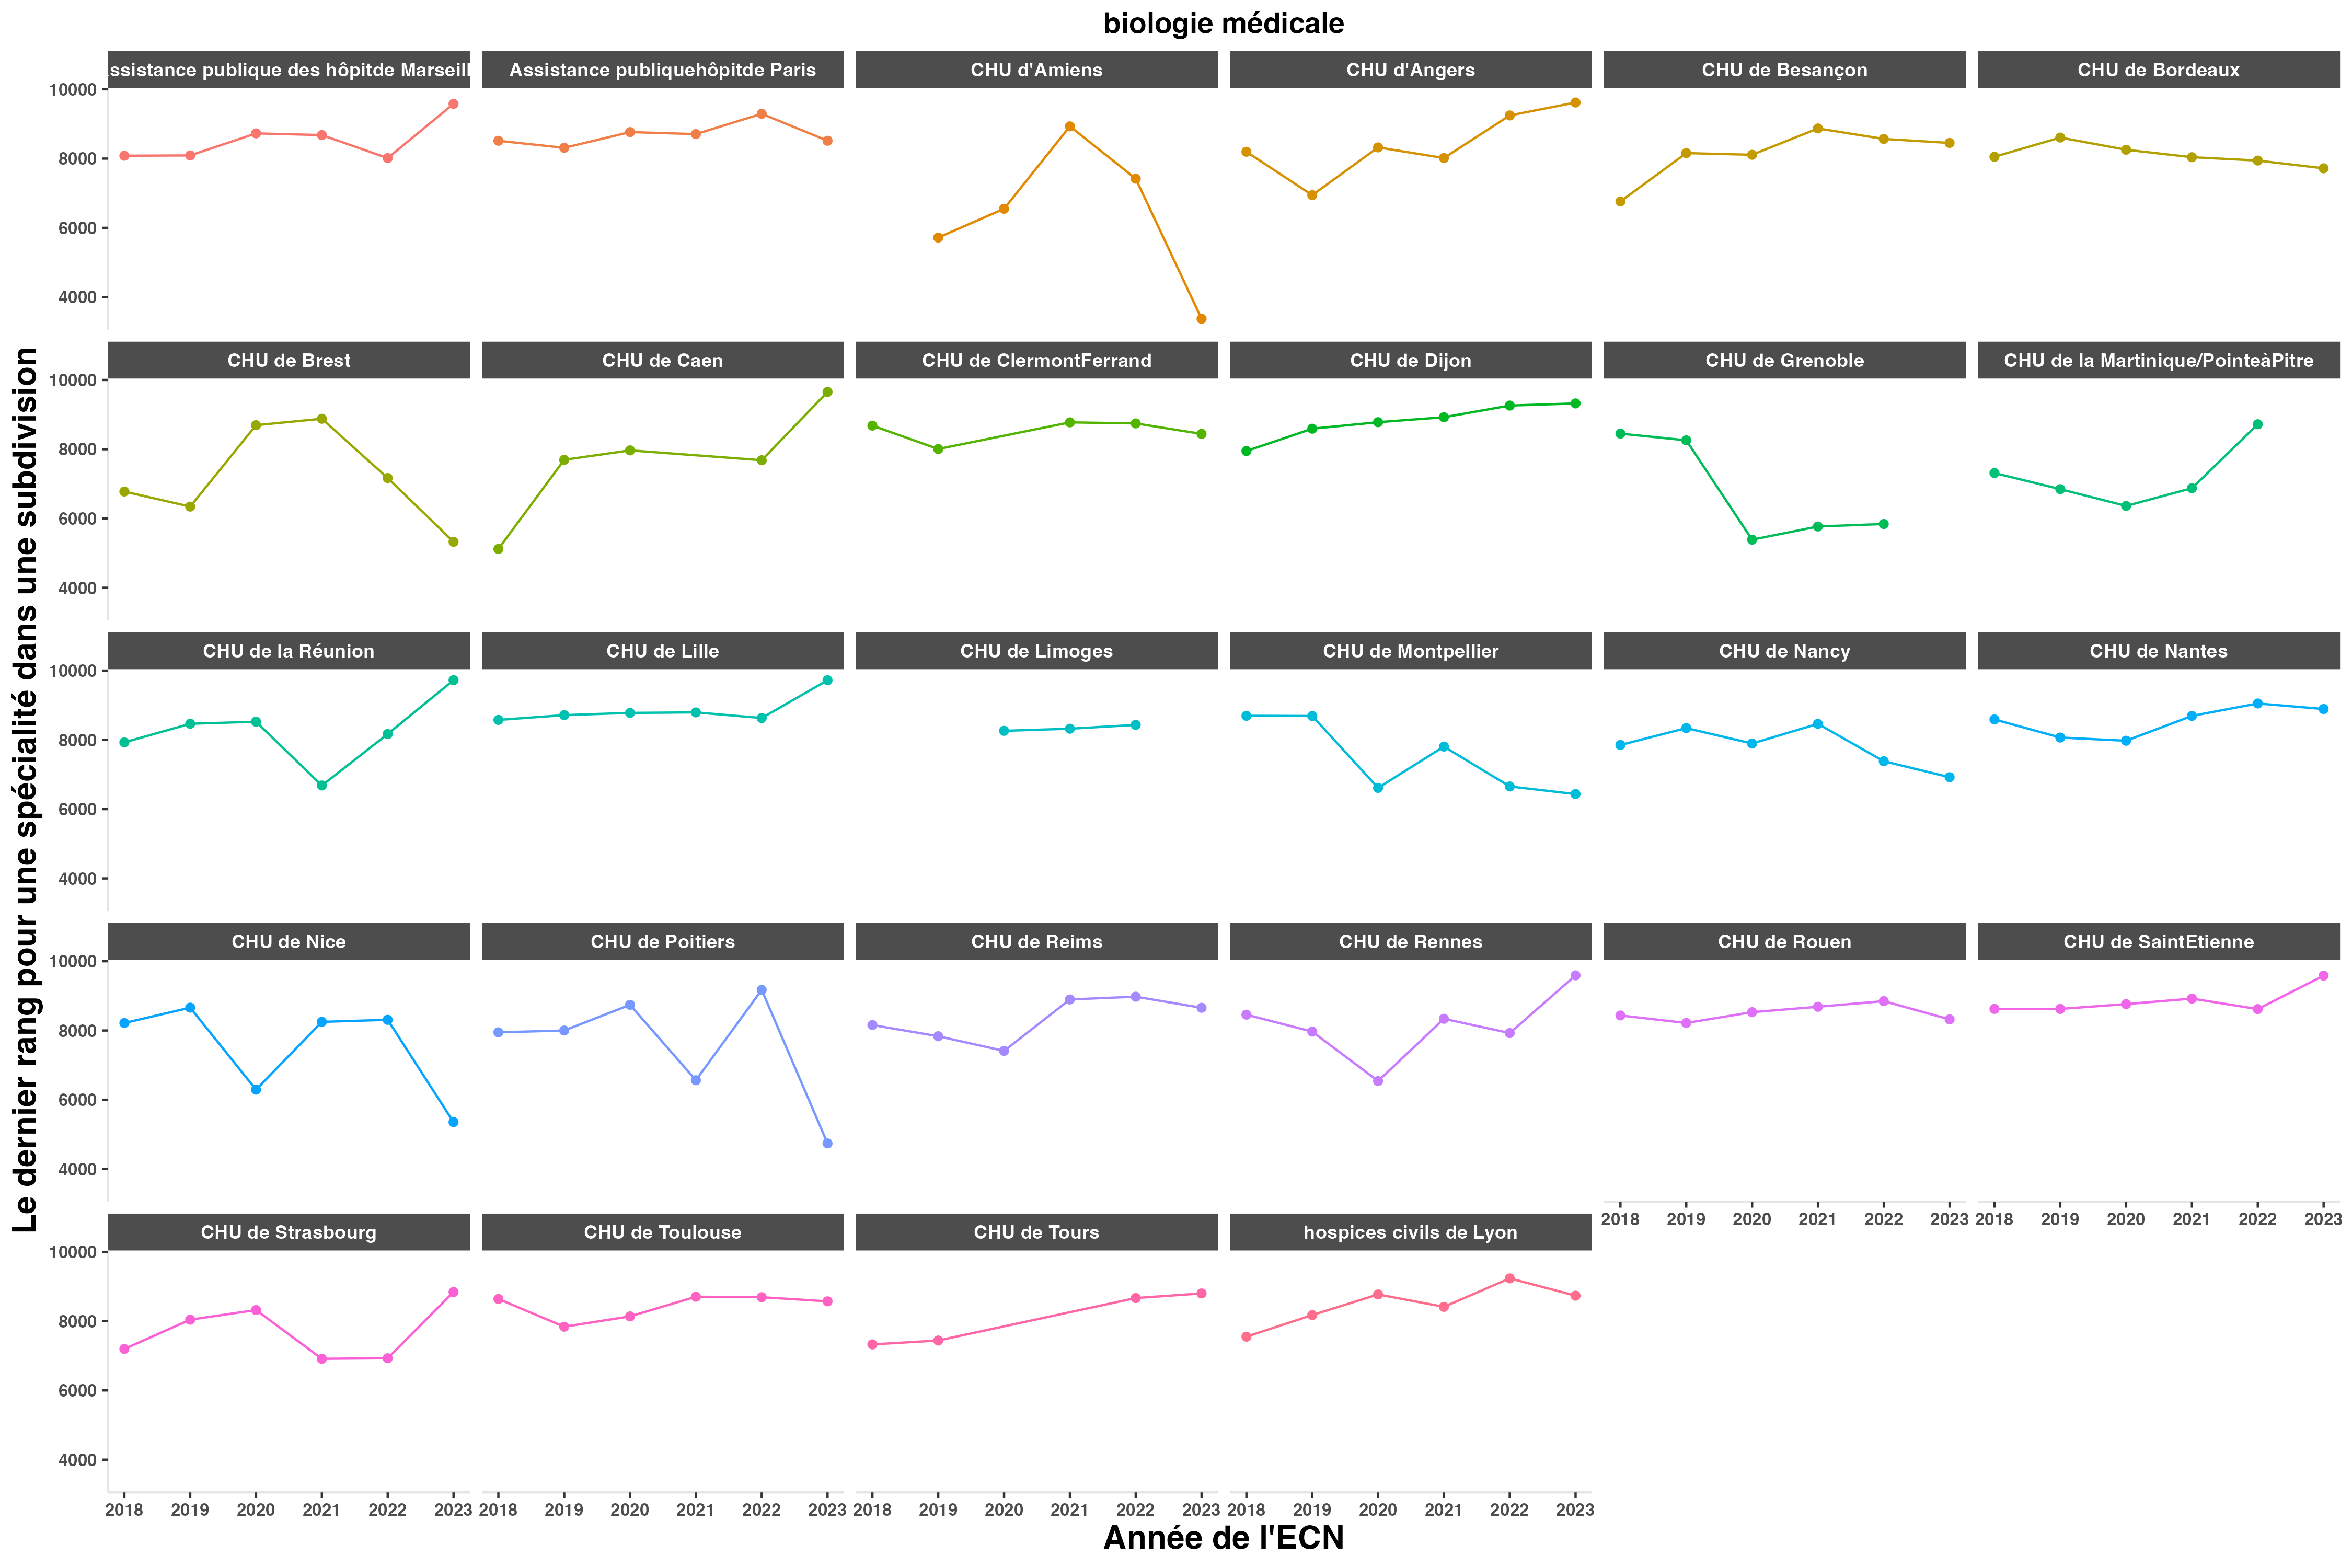 biologie médicale
ssistance publique des hôpitde Marseill
Assistance publiquehôpitde Paris
CHU d'Amiens
CHU d'Angers
CHU de Besançon
CHU de Bordeaux
10000
8000
6000
4000
CHU de Brest
CHU de Caen
CHU de ClermontFerrand
CHU de Dijon
CHU de Grenoble
CHU de la Martinique/PointeàPitre
10000
8000
6000
4000
CHU de la Réunion
CHU de Lille
CHU de Limoges
CHU de Montpellier
CHU de Nancy
CHU de Nantes
10000
8000
6000
4000
CHU de Nice
CHU de Poitiers
CHU de Reims
CHU de Rennes
CHU de Rouen
CHU de SaintEtienne
10000
8000
6000
4000
2018 2019 2020 2021 2022 2023
2018 2019 2020 2021 2022 2023
CHU de Strasbourg
CHU de Toulouse
CHU de Tours
hospices civils de Lyon
10000
8000
6000
4000
2018 2019 2020 2021 2022 2023
2018 2019 2020 2021 2022 2023
2018 2019 2020 2021 2022 2023
2018 2019 2020 2021 2022 2023
Année de l'ECN
Le dernier rang pour une spécialité dans une subdivision